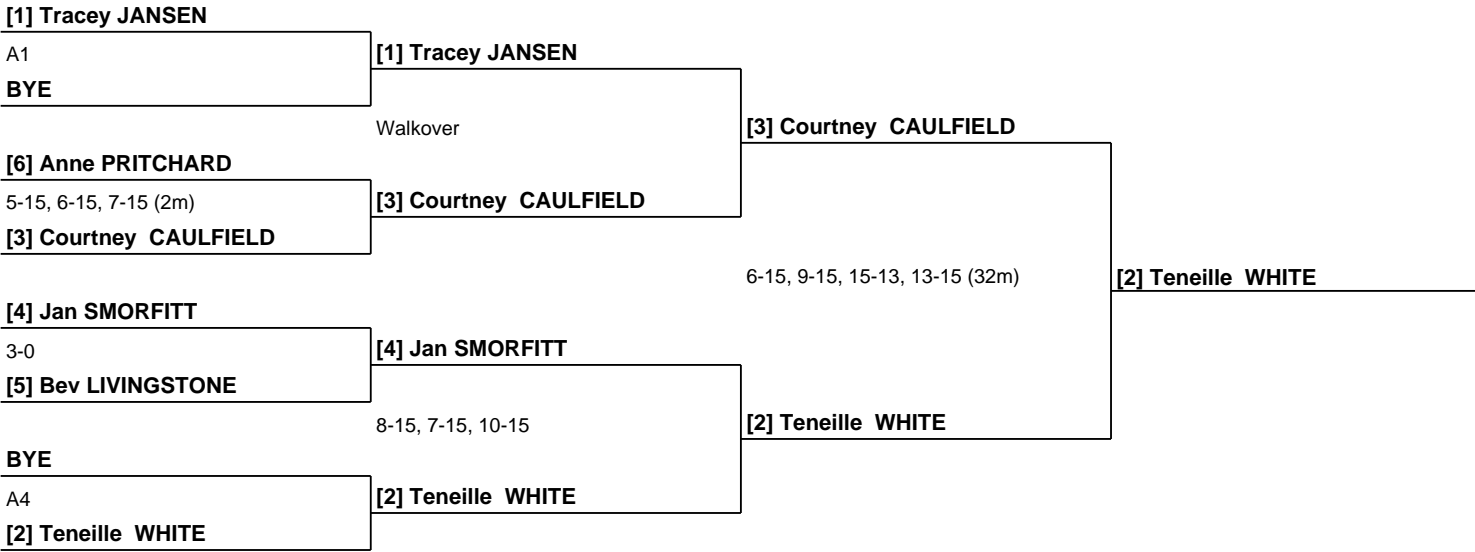 [1] Tracey JANSEN
A1
[1] Tracey JANSEN
BYE
Walkover
[3] Courtney CAULFIELD
[6] Anne PRITCHARD
5-15, 6-15, 7-15 (2m)
[3] Courtney CAULFIELD
[3] Courtney CAULFIELD
6-15, 9-15, 15-13, 13-15 (32m)
[2] Teneille WHITE
[4] Jan SMORFITT
3-0
[4] Jan SMORFITT
[5] Bev LIVINGSTONE
8-15, 7-15, 10-15
[2] Teneille WHITE
BYE
A4
[2] Teneille WHITE
[2] Teneille WHITE